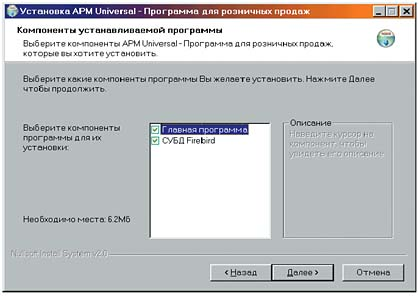 Установка АРМ Universal - Программа для розничных продаж
Компоненты устанавливаемой программы
Выберите компоненты АРМ Universal - Программа для розничных продаж,
которые вы хотите установить.
Выберите какие компоненты программы Вы желаете установить. Нажмите Далее
чтобы продолжить.
Выберите компоненты
программы для их
установки:
Главная программа
СУБД Firebird
Описание
Наведите курсор на
компонент, чтобы
увидеть его описание
Необходимо места: 6.2Мб
Nullsoft Install System v2.0
< Назад
Далее >
Отмена